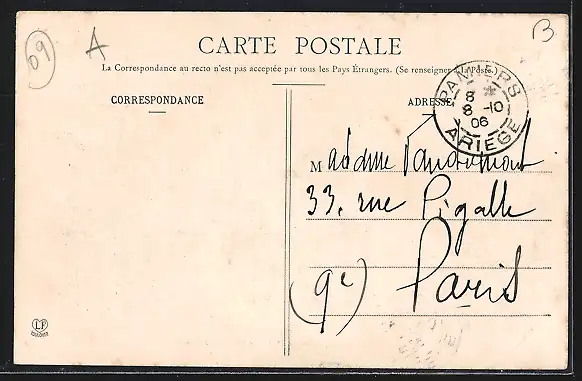 09
A
B
CARTE POSTALE
La Correspondance au recto n'est pas acceptée par tous les Pays Étrangers. (Se renseigner à la Poste)
CORRESPONDANCE
ADRESSE
PAMIERS
8
8 -10
06
ARIEGE
Madame
33, rue Pigalle
(9e) Paris
LF